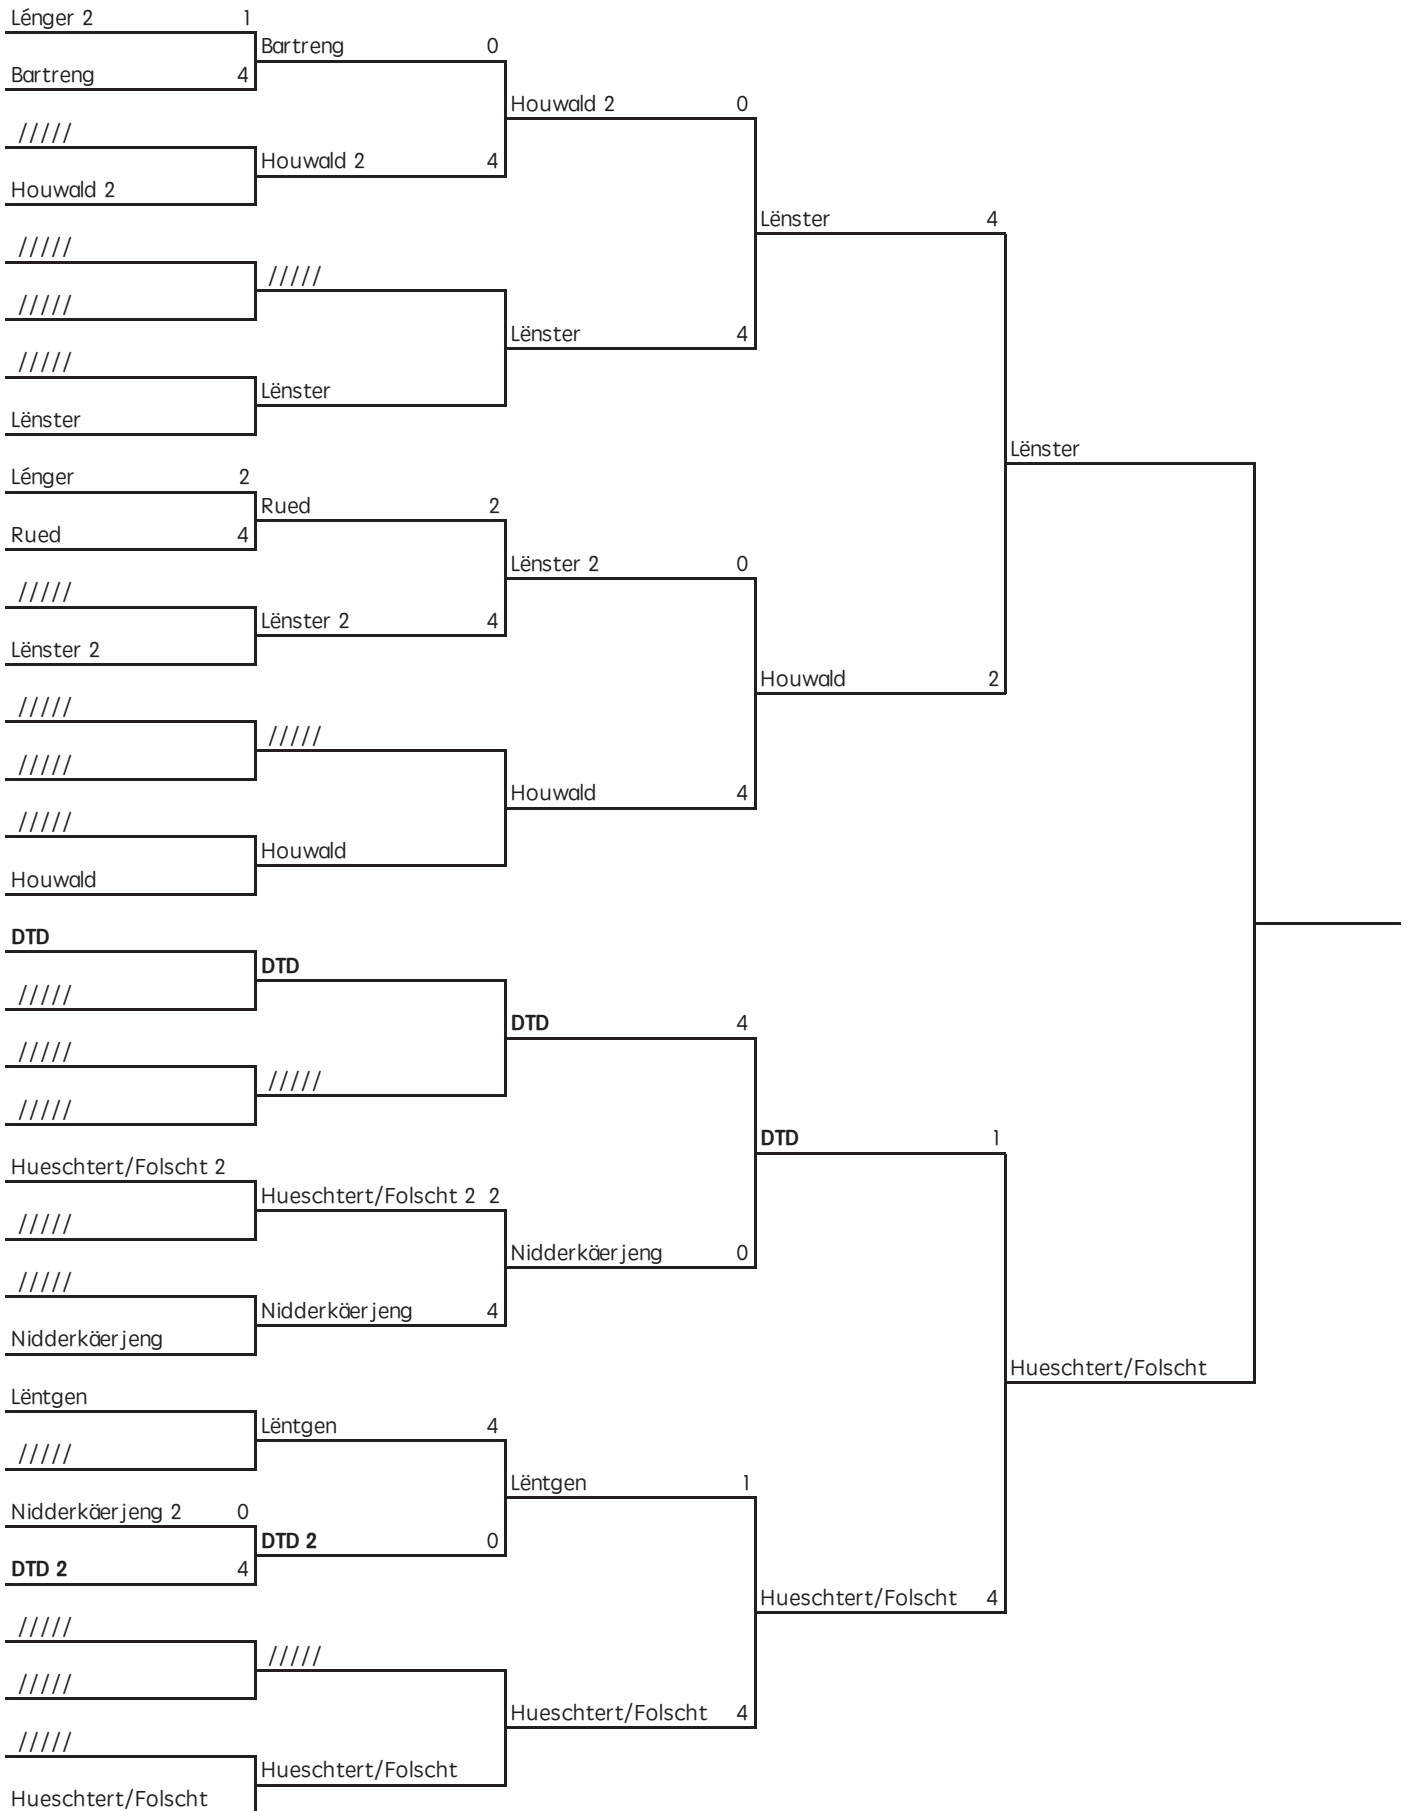 Lénger 2 1
Bartreng 0
Bartreng 4
Houwald 2 0
/////
Houwald 2 4
Houwald 2
Lënster 4
/////
/////
/////
Lënster 4
/////
Lënster
Lënster
Lënster
Lénger 2
Rued 2
Rued 4
Lënster 2 0
/////
Lënster 2 4
Lënster 2
Houwald 2
/////
/////
/////
Houwald 4
/////
Houwald
Houwald
DTD
DTD
/////
DTD 4
/////
/////
/////
DTD 1
Hueschtert/Folscht 2
Hueschtert/Folscht 2 2
/////
Nidderkäerjeng 0
/////
Nidderkäerjeng 4
Nidderkäerjeng
Hueschtert/Folscht
Lëntgen
Lëntgen 4
/////
Lëntgen 1
Nidderkäerjeng 2 0
DTD 2 0
DTD 2 4
Hueschtert/Folscht 4
/////
/////
/////
Hueschtert/Folscht 4
/////
Hueschtert/Folscht
Hueschtert/Folscht